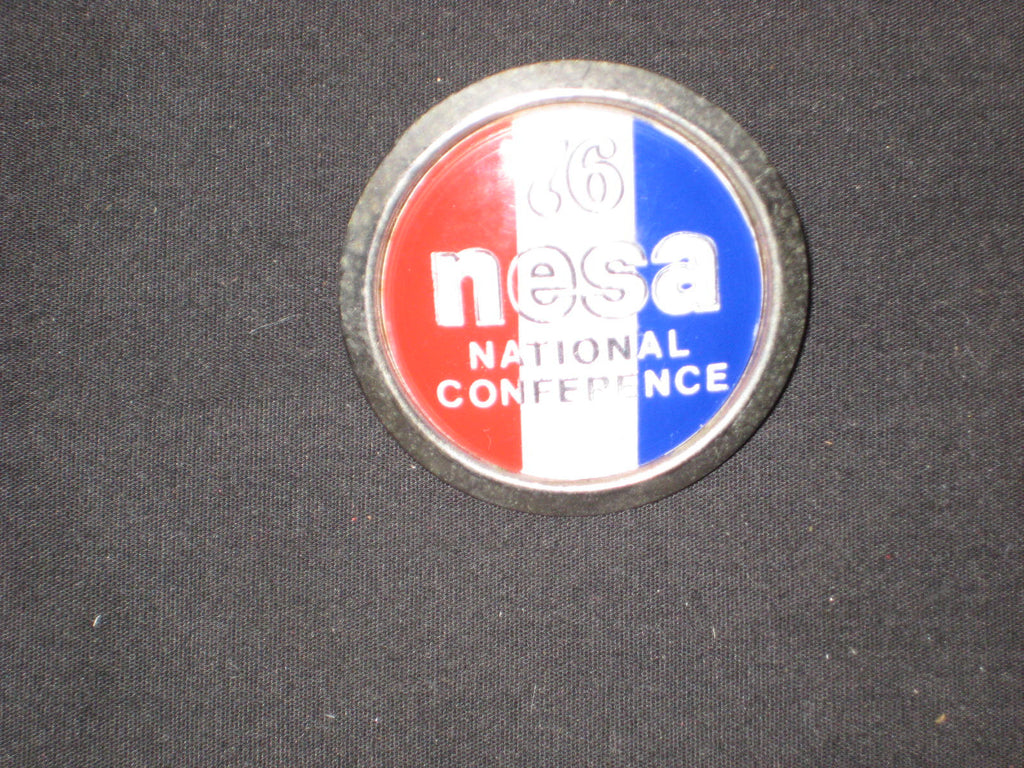 '76
nesa
NATIONAL
CONFERENCE